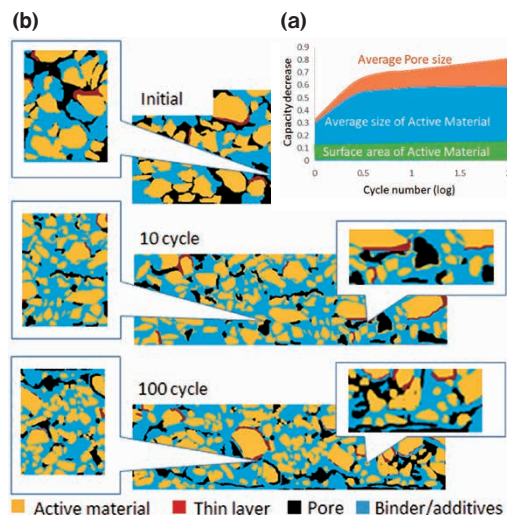 (b)
(a)
Initial
10 cycle
100 cycle
Capacity decrease
0.9
0.8
0.7
0.6
0.5
0.4
0.3
0.2
0.1
0
Average Pore size
Average size of Active Material
Surface area of Active Material
0 0.5 1 1.5 2
Cycle number (log)
Active material Thin layer Pore Binder/additives